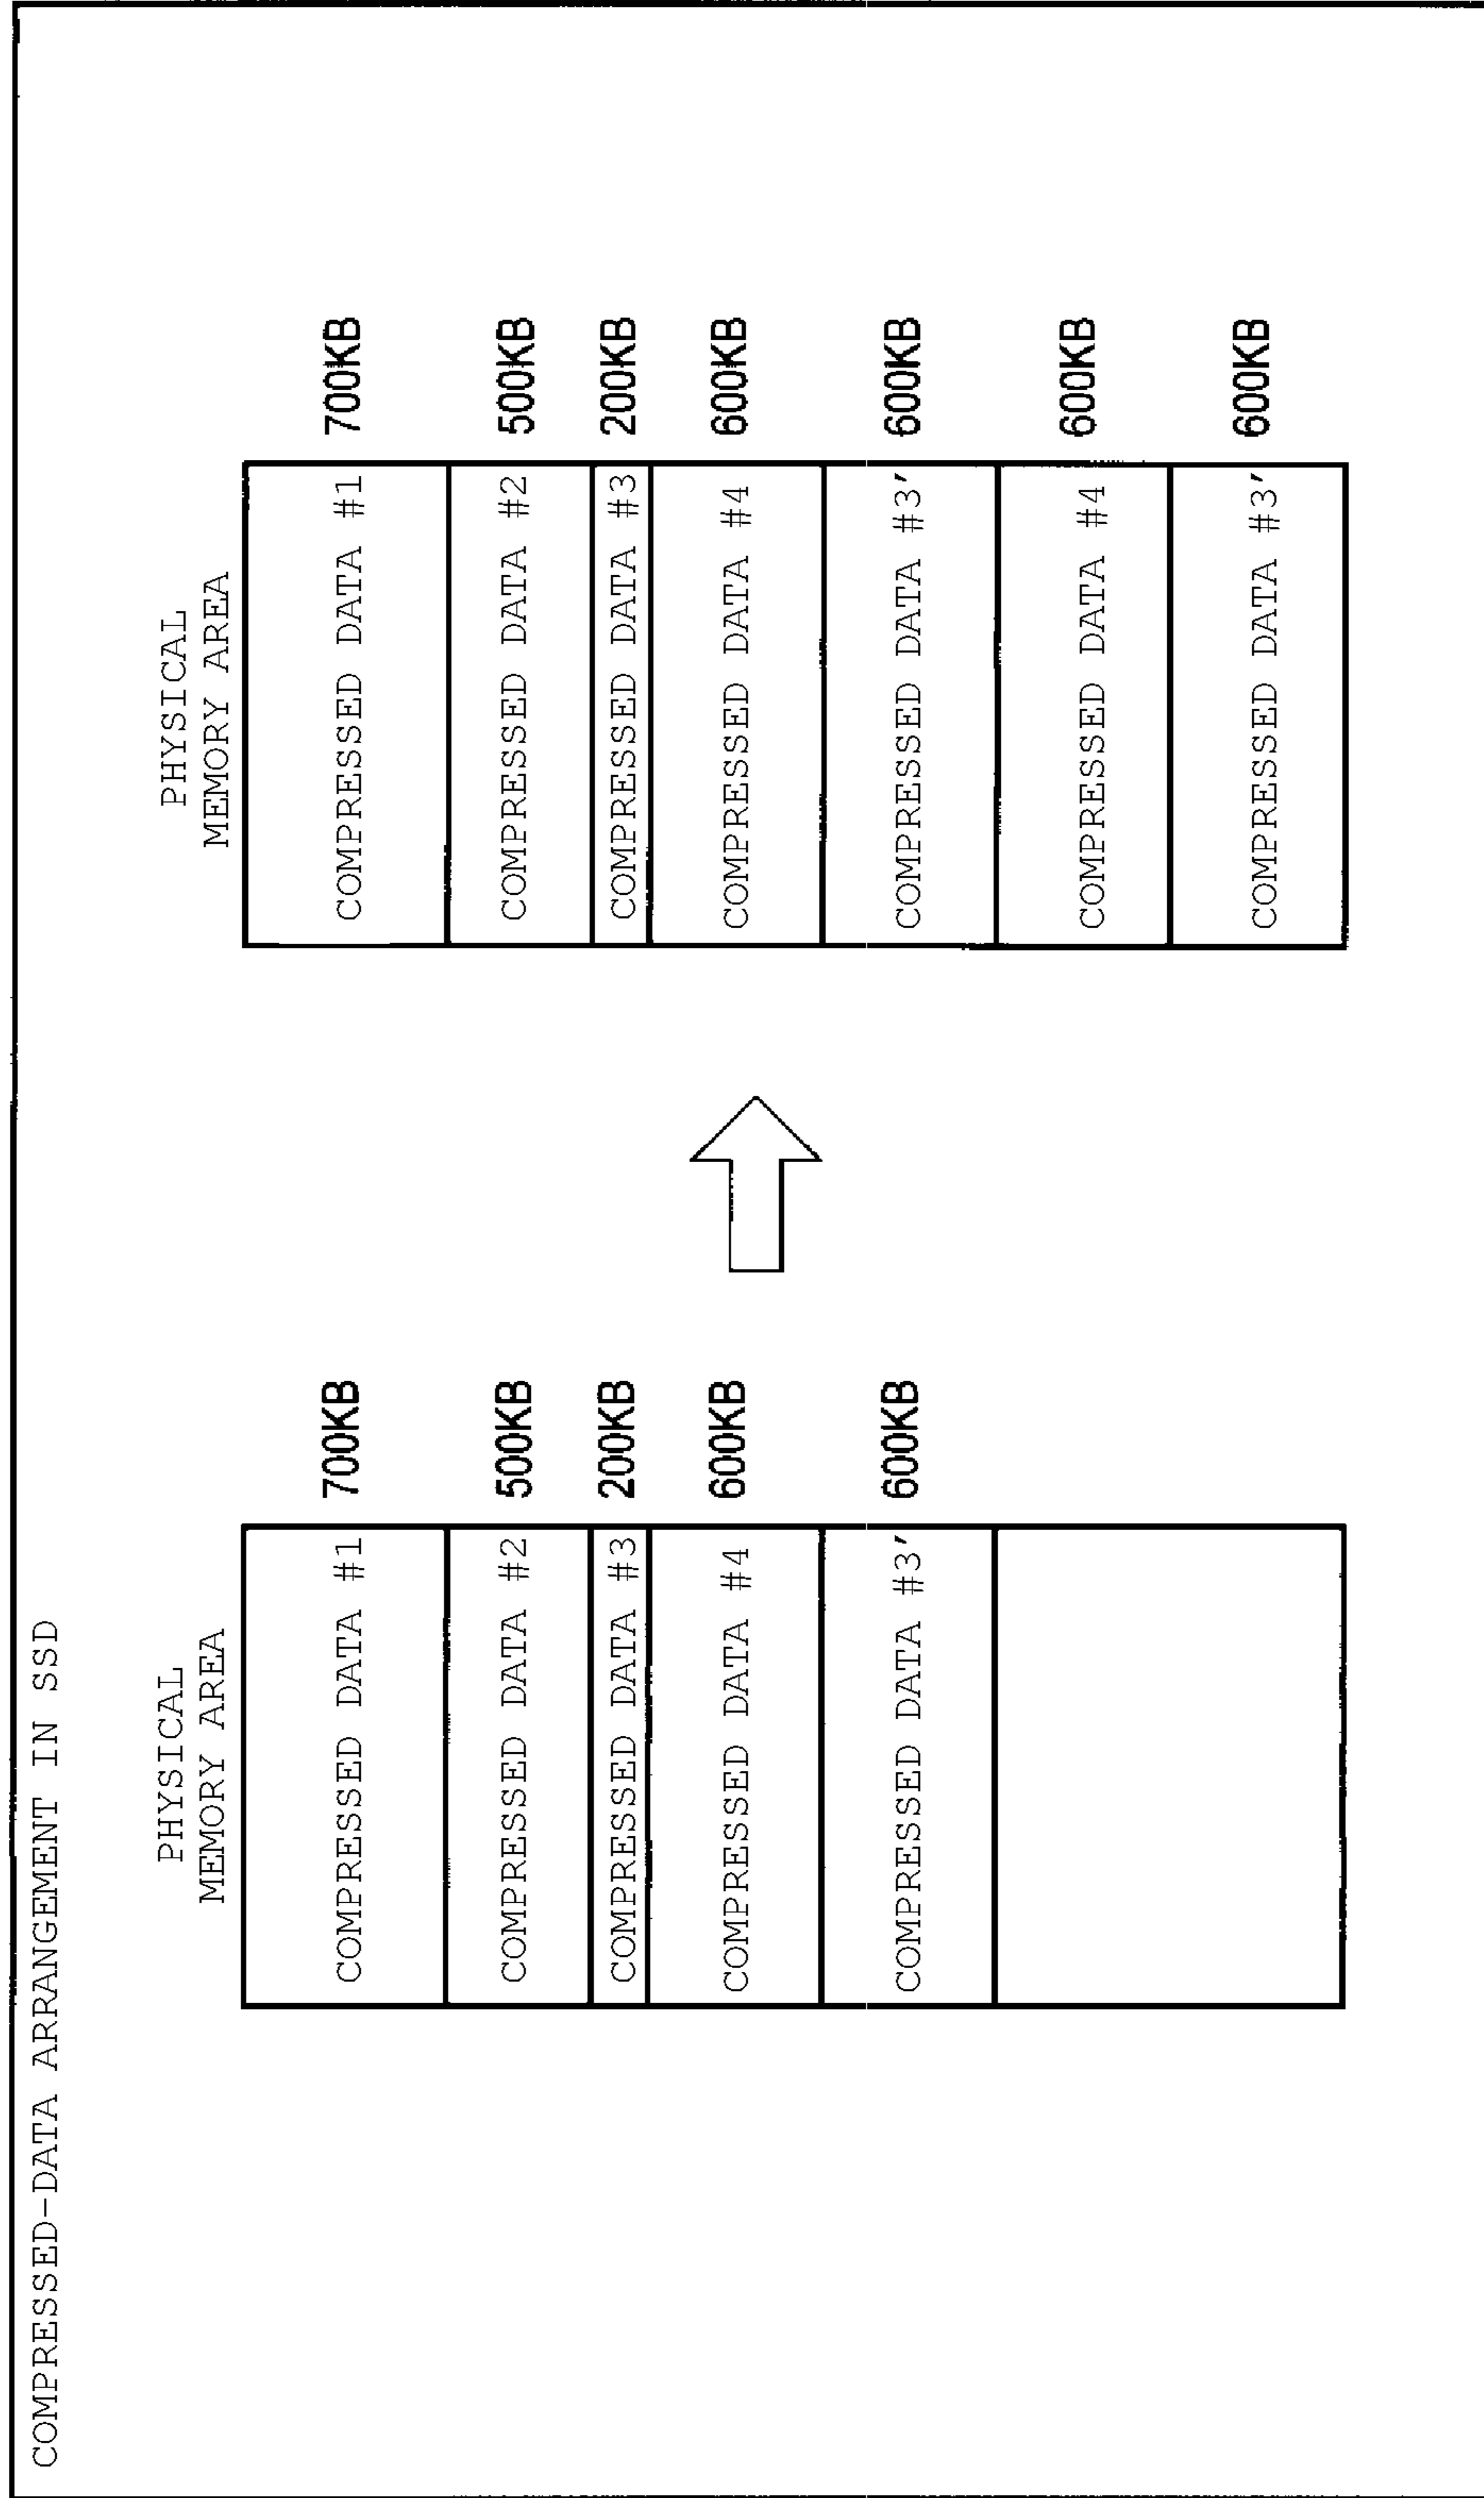 COMPRESSED-DATA ARRANGEMENT IN SSD
PHYSICAL
MEMORY AREA
COMPRESSED DATA #1 700KB
COMPRESSED DATA #2 500KB
COMPRESSED DATA #3 200KB
COMPRESSED DATA #4 600KB
COMPRESSED DATA #3' 600KB
PHYSICAL
MEMORY AREA
COMPRESSED DATA #1 700KB
COMPRESSED DATA #2 500KB
COMPRESSED DATA #3 200KB
COMPRESSED DATA #4 600KB
COMPRESSED DATA #3' 600KB
COMPRESSED DATA #4 600KB
COMPRESSED DATA #3' 600KB